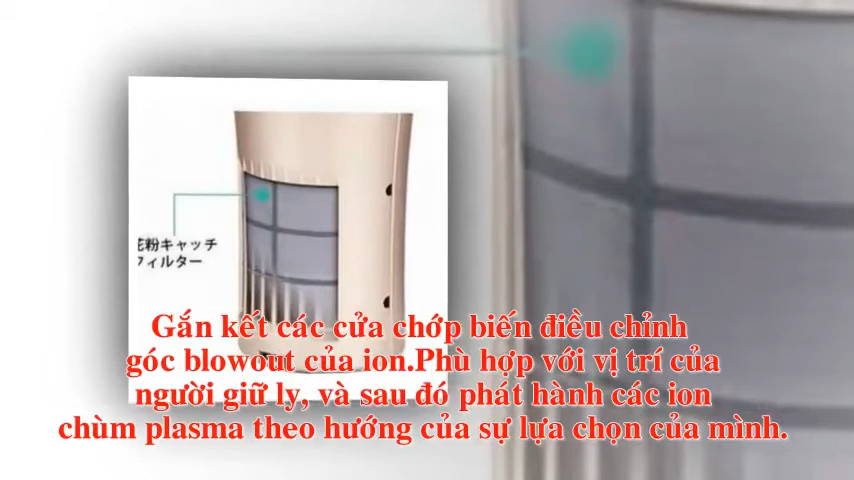 花粉キャッチ
フィルター
Gắn kết các cửa chớp biến điều chỉnh
góc blowout của ion.Phù hợp với vị trí của
người giữ ly, và sau đó phát hành các ion
chùm plasma theo hướng của sự lựa chọn của mình.